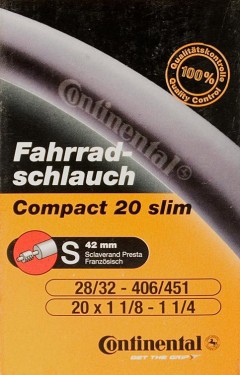 Qualitätskontrolle
100%
Quality Control
Continental
Fahrrad-
schlauch
Compact 20 slim
S
42 mm
Sclaverand Presta
Französisch
28/32 - 406/451
20 x 1 1/8 - 1 1/4
Continental
GET THE GRIP